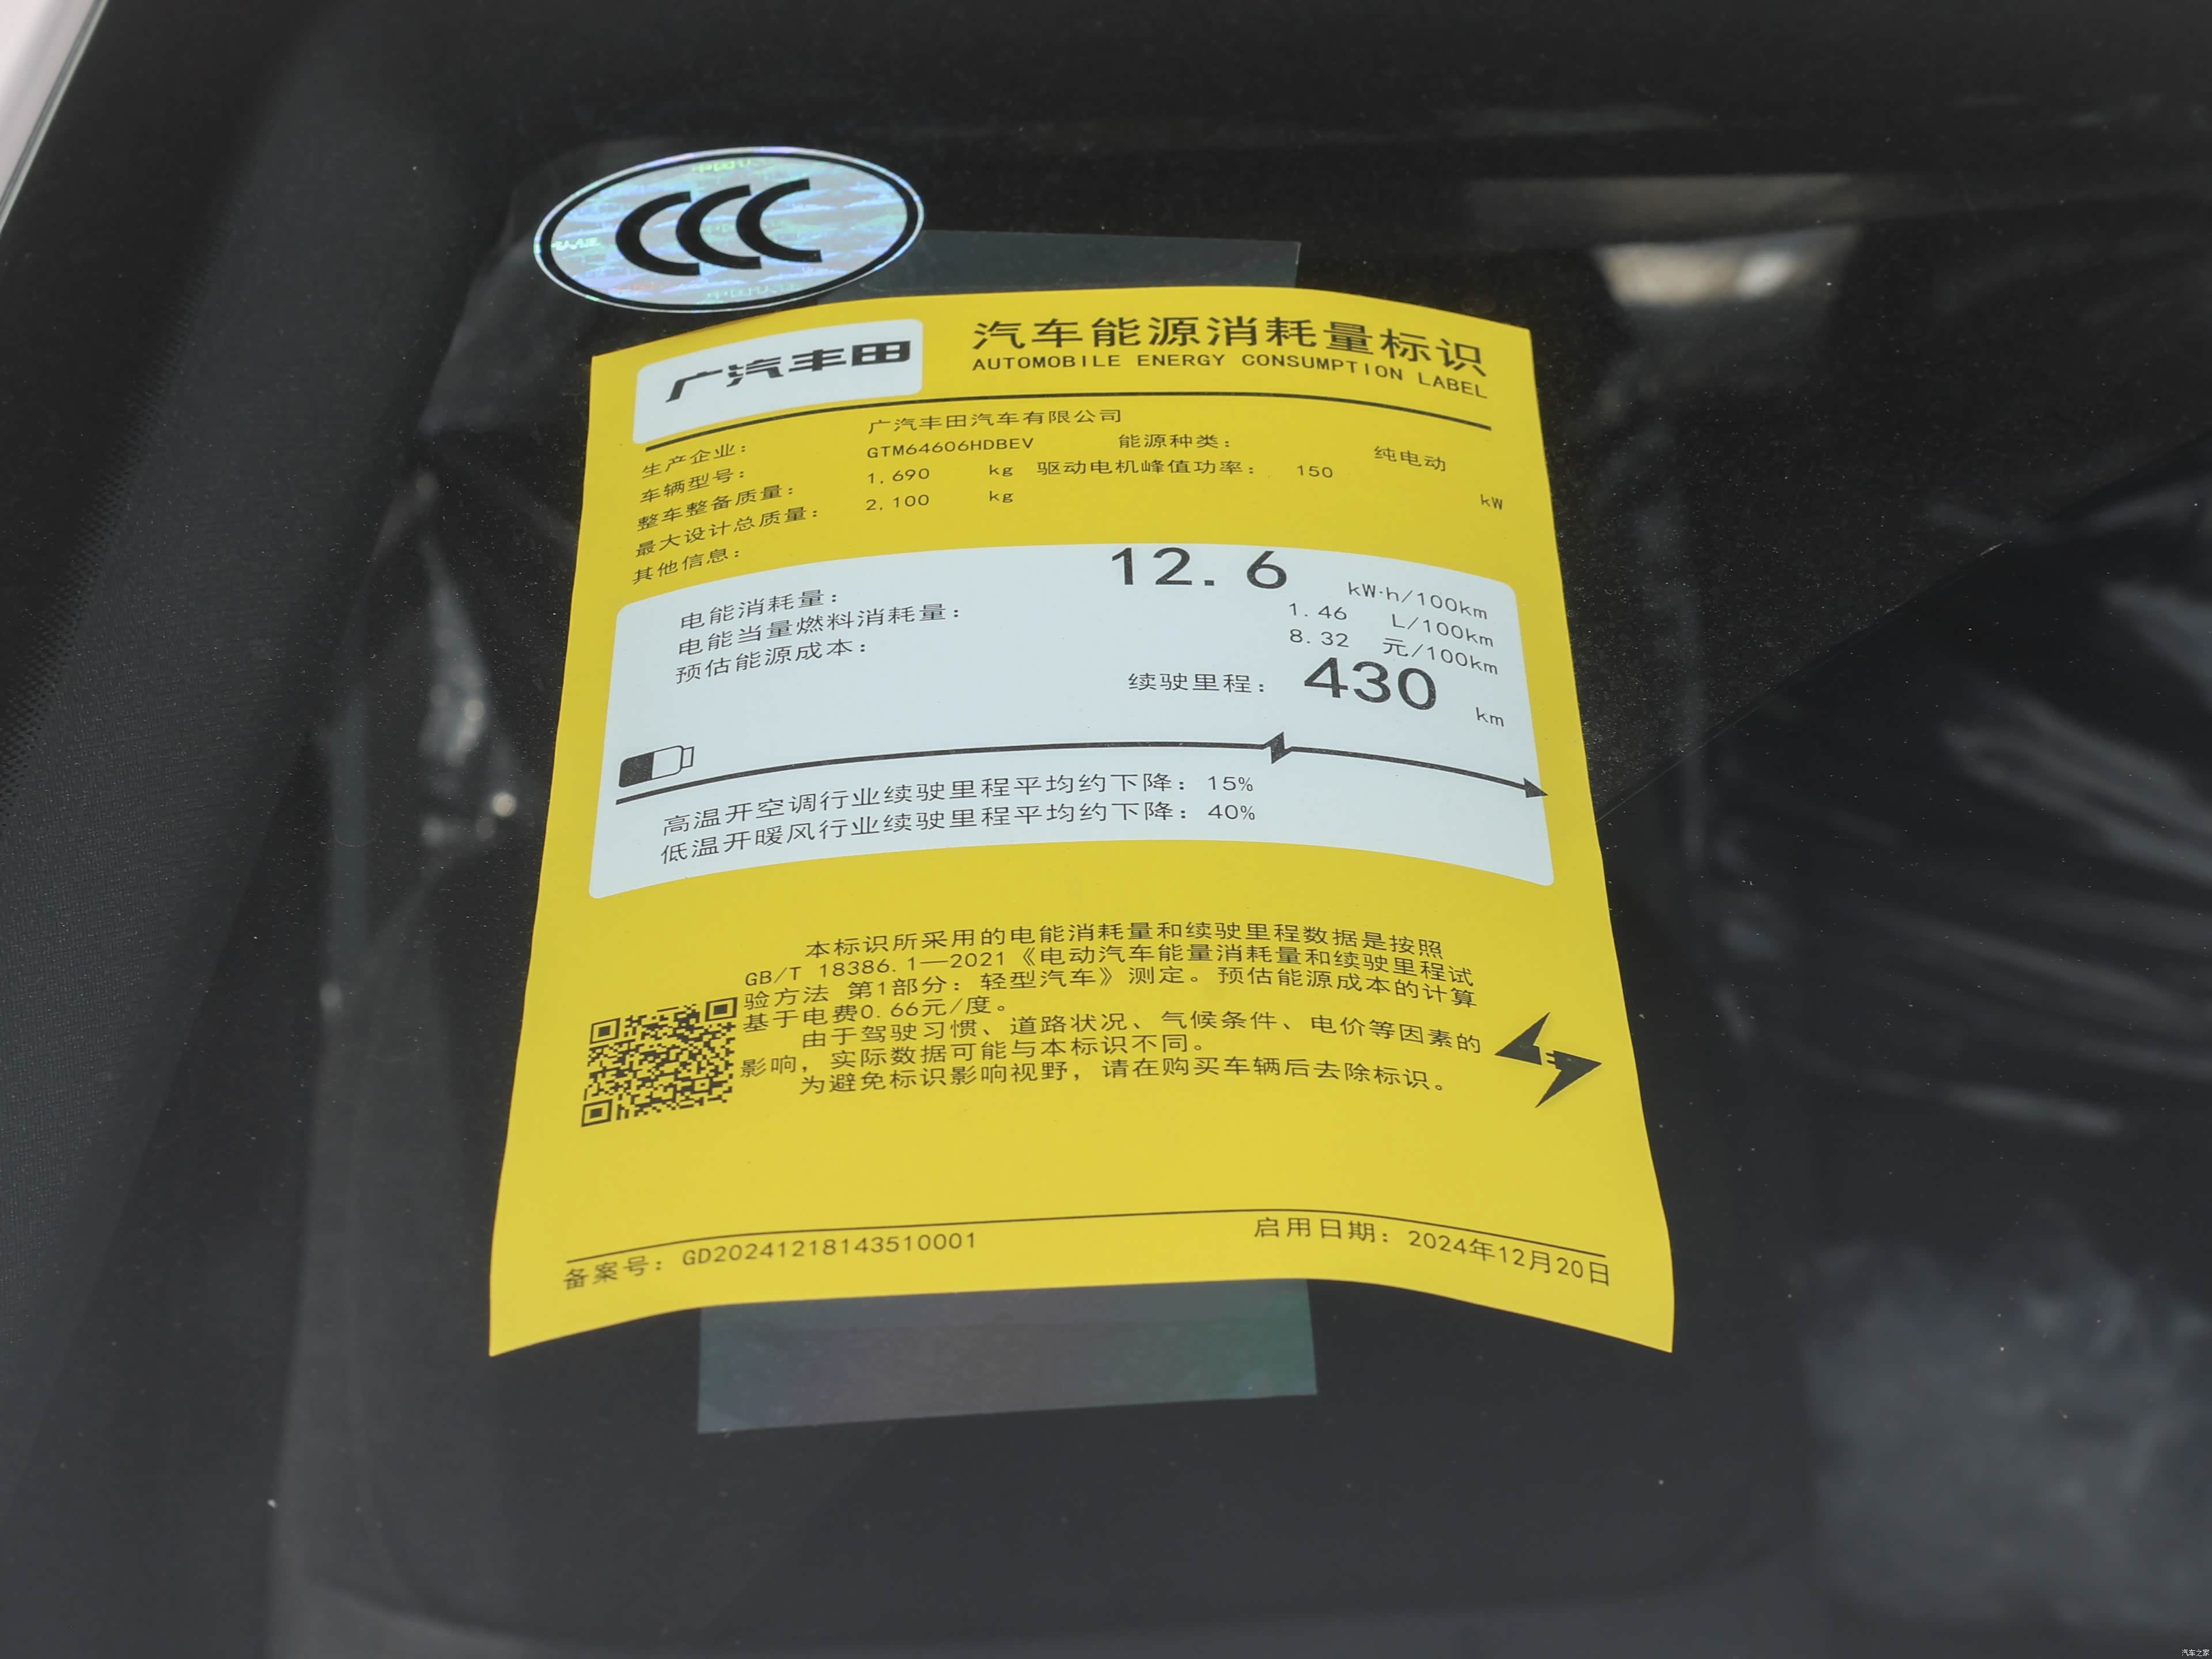 CCC
广汽丰田
汽车能源消耗量标识
AUTOMOBILE ENERGY CONSUMPTION LABEL
生产企业： 广汽丰田汽车有限公司
车辆型号： GTM64606HDBEV 能源种类： 纯电动
整车整备质量： 1,690 kg 驱动电机峰值功率： 150 kW
最大设计总质量： 2,100 kg
其他信息：
电能消耗量： 12.6 kW·h/100km
电能当量燃料消耗量： 1.46 L/100km
预估能源成本： 8.32 元/100km
续驶里程： 430 km
高温开空调行业续驶里程平均约下降：15%
低温开暖风行业续驶里程平均约下降：40%
本标识所采用的电能消耗量和续驶里程数据是按照
GB/T 18386.1—2021《电动汽车能量消耗量和续驶里程试
验方法 第1部分：轻型汽车》测定。预估能源成本的计算
基于电费0.66元/度。
由于驾驶习惯、道路状况、气候条件、电价等因素的
影响，实际数据可能与本标识不同。
为避免标识影响视野，请在购买车辆后去除标识。
备案号：GD20241218143510001 启用日期：2024年12月20日
汽车之家